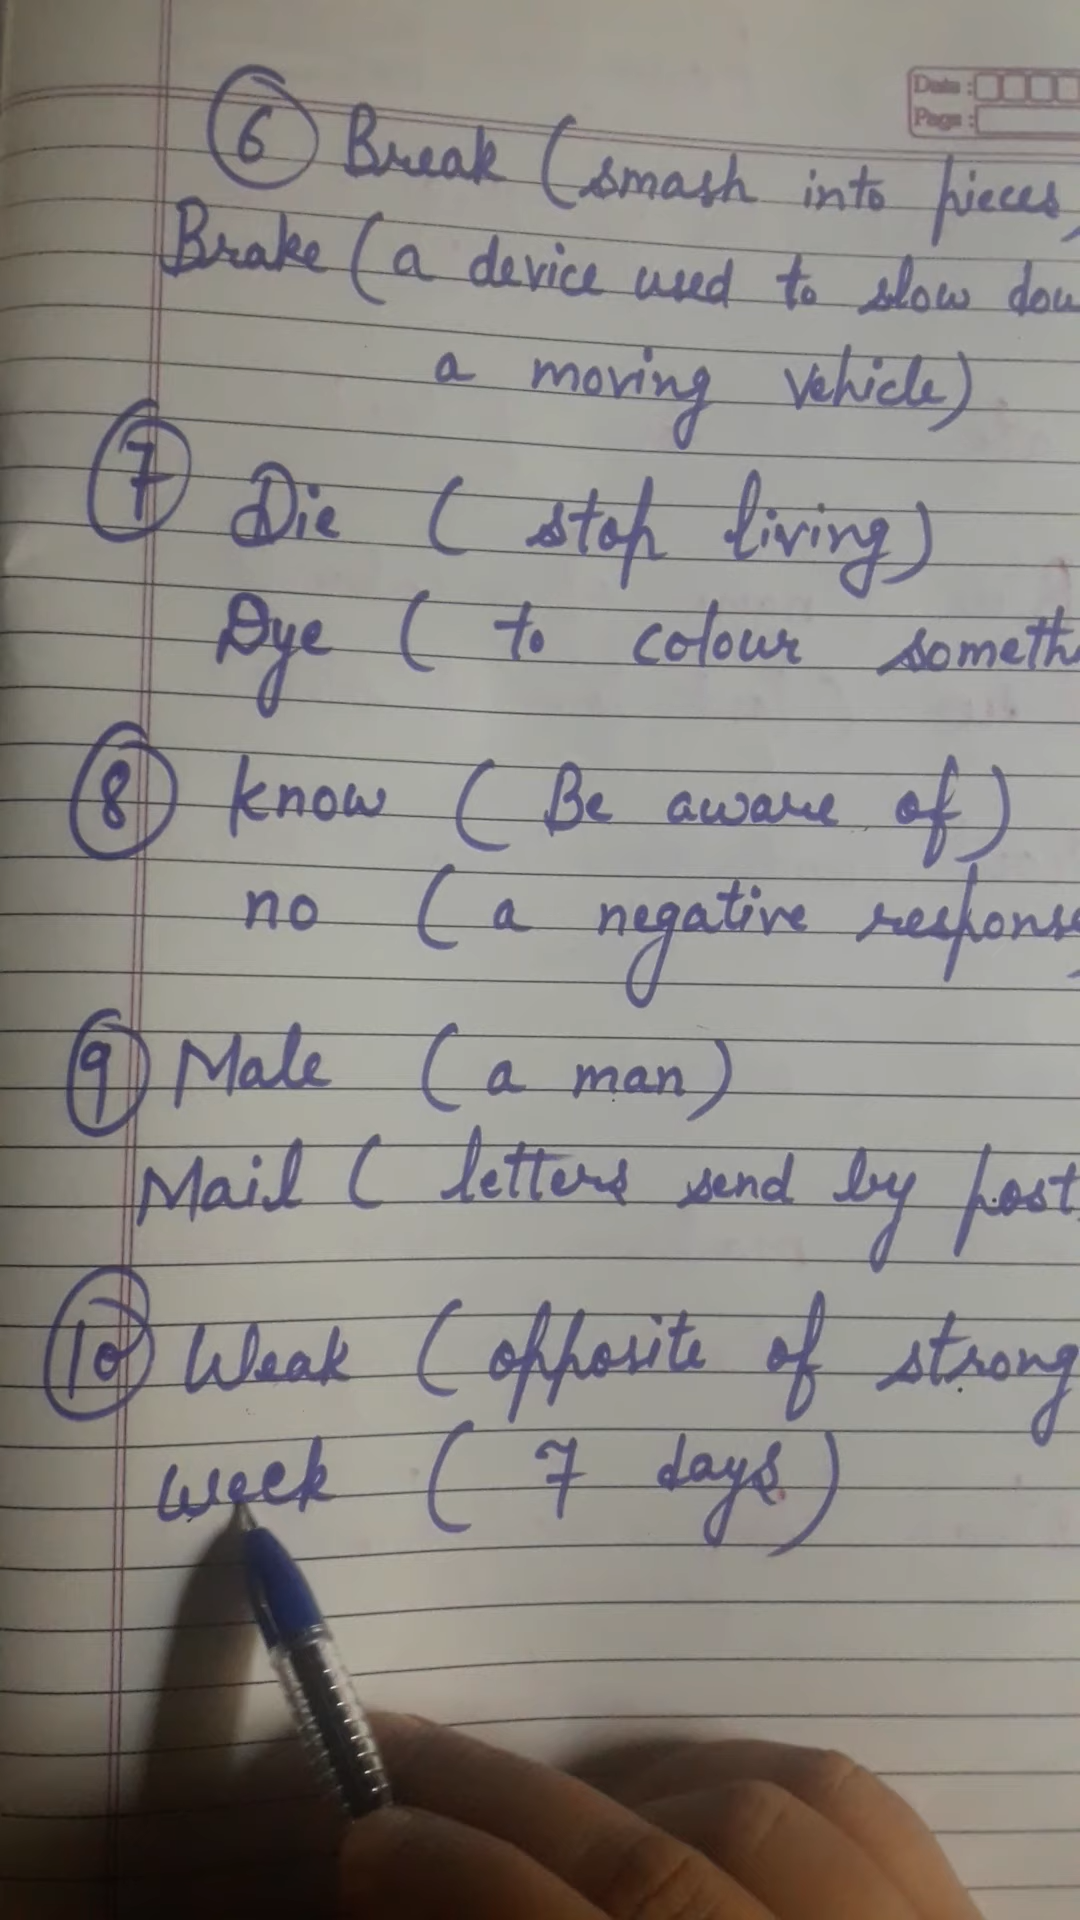 Date :
Page :
6 Break (smash into pieces)
Brake (a device used to slow dow
a moving vehicle)
7
Die ( stop living)
Dye ( to colour someth
8 know ( Be aware of)
no ( a negative response)
9 Male ( a man)
Mail ( letters send by post
10 Weak ( opposite of strong
week ( 7 days)